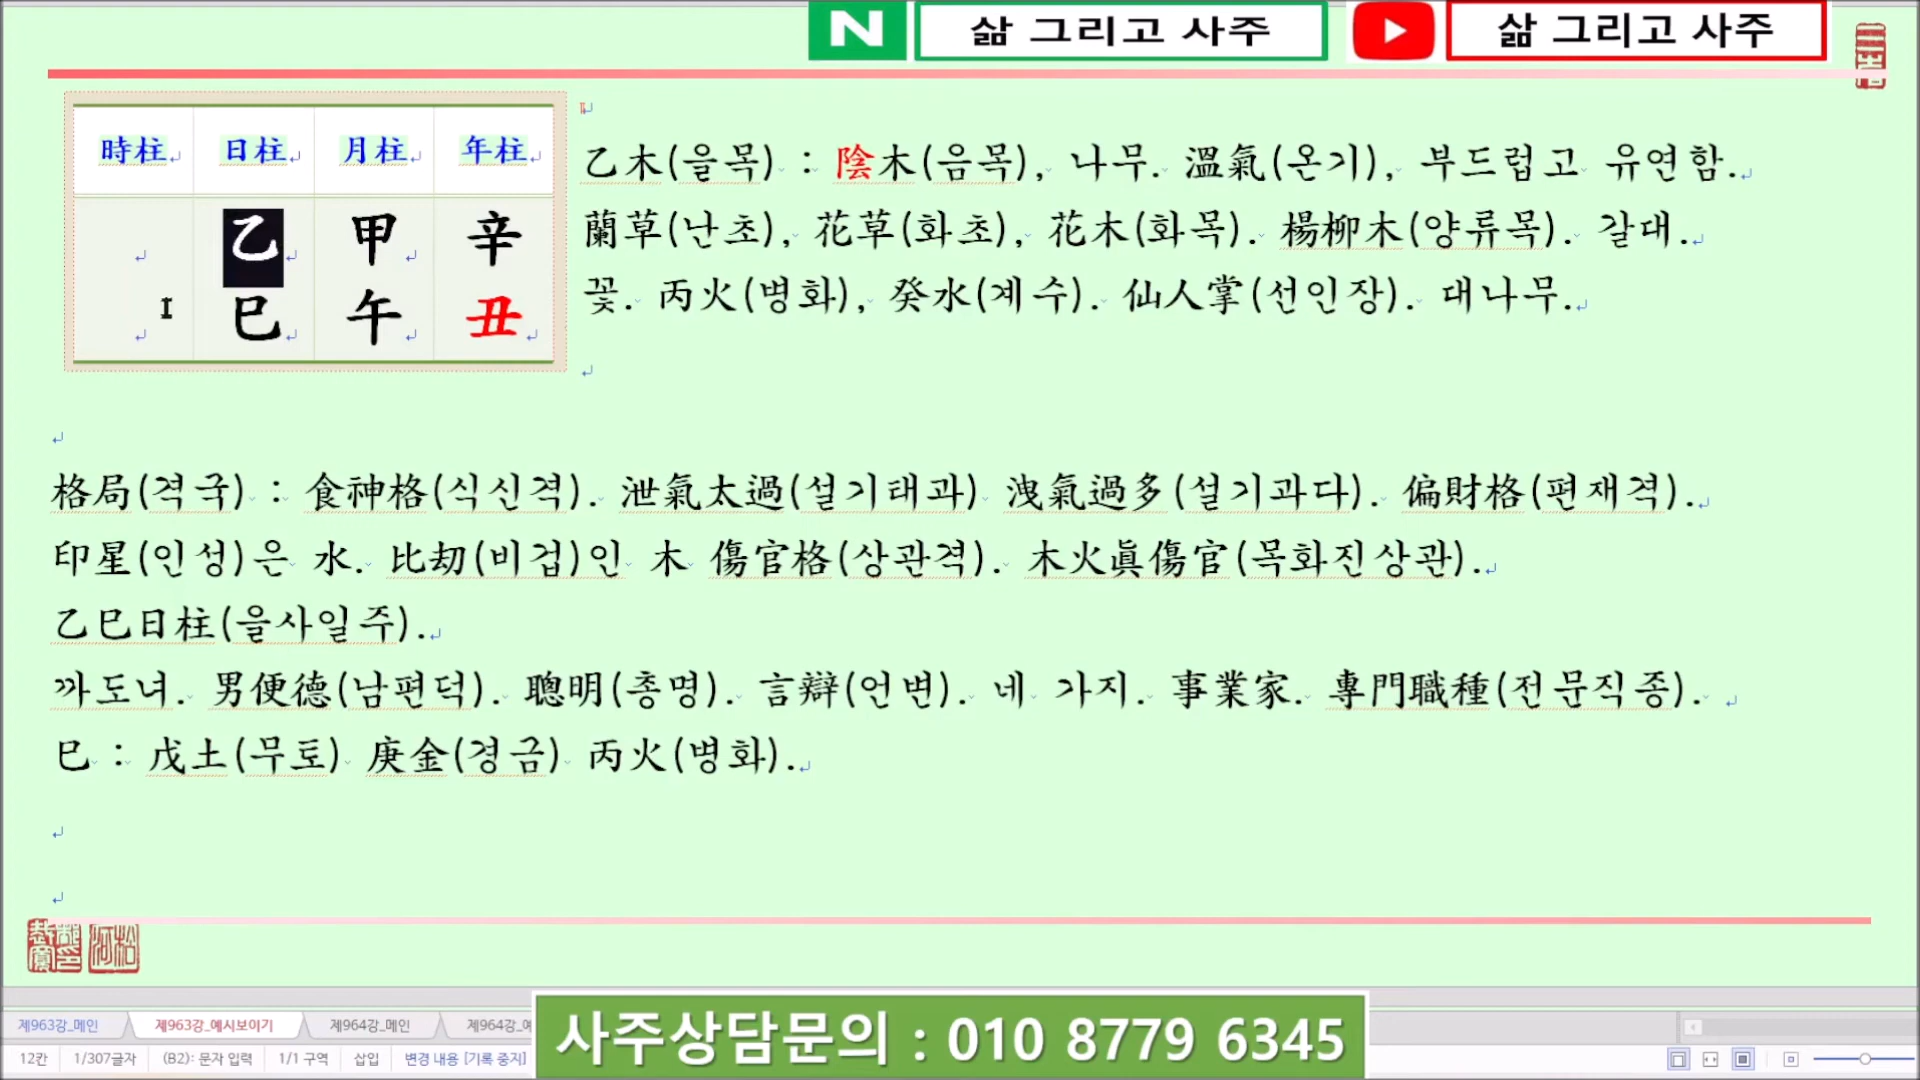 N 삶 그리고 사주 삶 그리고 사주
時柱 日柱 月柱 年柱
乙 甲 辛
巳 午 丑
乙木(을목) : 陰木(음목), 나무. 溫氣(온기), 부드럽고 유연함.
蘭草(난초), 花草(화초), 花木(화목). 楊柳木(양류목). 갈대.
꽃. 丙火(병화), 癸水(계수). 仙人掌(선인장). 대나무.
格局(격국) : 食神格(식신격). 泄氣太過(설기태과) 洩氣過多(설기과다). 偏財格(편재격).
印星(인성)은 水. 比劫(비겁)인 木 傷官格(상관격). 木火眞傷官(목화진상관).
乙巳日柱(을사일주).
까도녀. 男便德(남편덕). 聰明(총명). 言辯(언변). 네 가지. 事業家. 專門職種(전문직종).
巳 : 戊土(무토) 庚金(경금) 丙火(병화).
제963강_메인 제963강_예시보이기 제964강_메인 제964강_예
12칸 1/307글자 (B2): 문자 입력 1/1 구역 삽입 변경 내용 [기록 중지]
사주상담문의 : 010 8779 6345